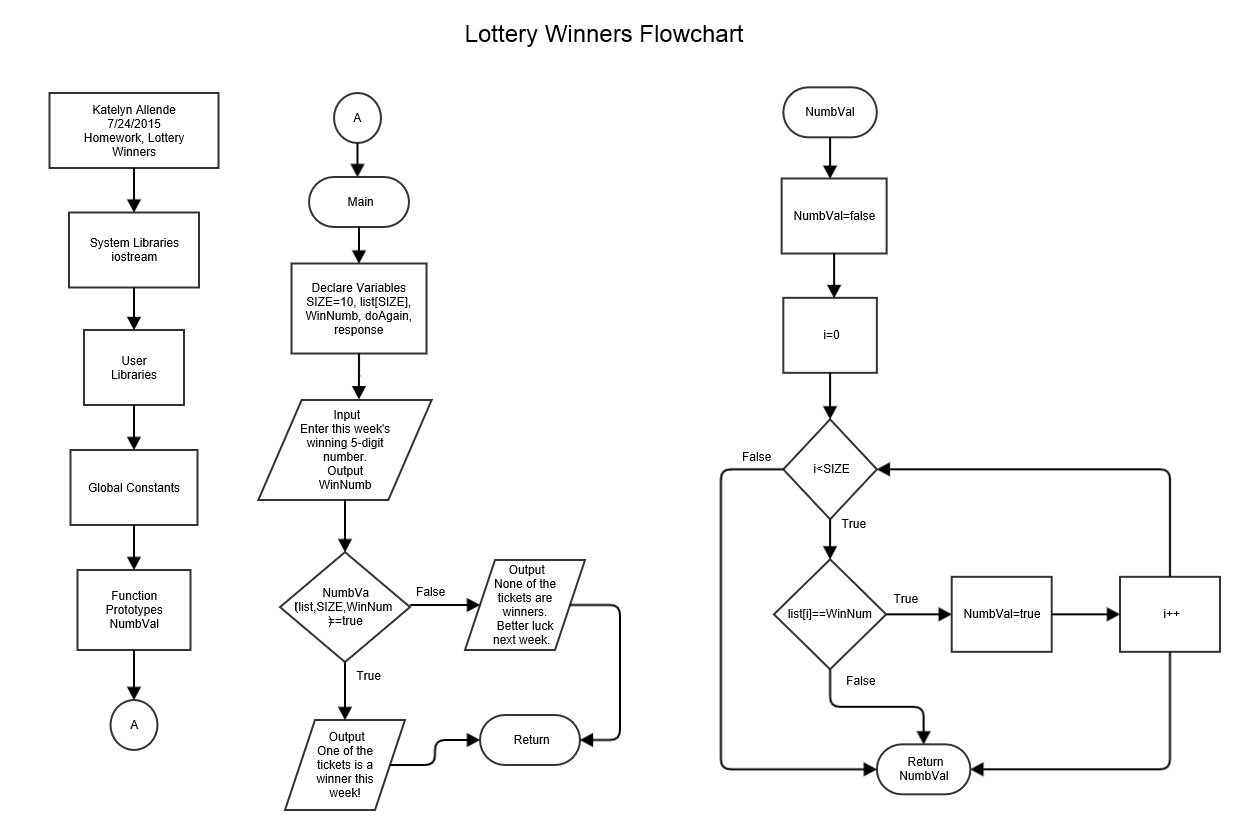 Lottery Winners Flowchart
Katelyn Allende
7/24/2015
Homework, Lottery
Winners
System Libraries
iostream
User
Libraries
Global Constants
Function
Prototypes
NumbVal
A
A
Main
Declare Variables
SIZE=10, list[SIZE],
WinNumb, doAgain,
response
Input
Enter this week's
winning 5-digit
number.
Output
WinNumb
NumbVa
(list,SIZE,WinNum
)==true
False
True
Output
None of the
tickets are
winners.
Better luck
next week.
Output
One of the
tickets is a
winner this
week!
Return
NumbVal
NumbVal=false
i=0
i<SIZE
False
True
list[i]==WinNum
True
False
NumbVal=true
i++
Return
NumbVal